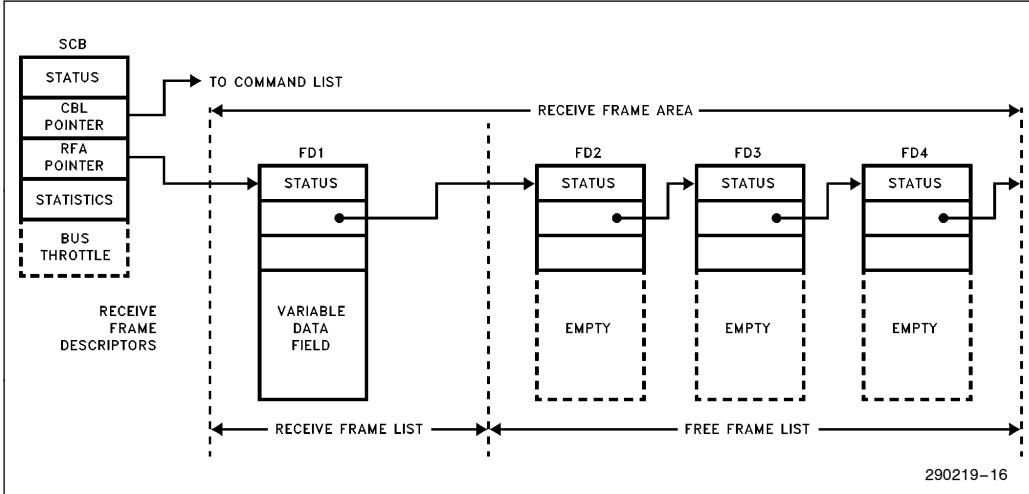 SCB
STATUS
CBL
POINTER
RFA
POINTER
STATISTICS
BUS
THROTTLE
TO COMMAND LIST
RECEIVE FRAME AREA
RECEIVE
FRAME
DESCRIPTORS
FD1
STATUS
VARIABLE
DATA
FIELD
FD2
STATUS
EMPTY
FD3
STATUS
EMPTY
FD4
STATUS
EMPTY
RECEIVE FRAME LIST
FREE FRAME LIST
290219–16